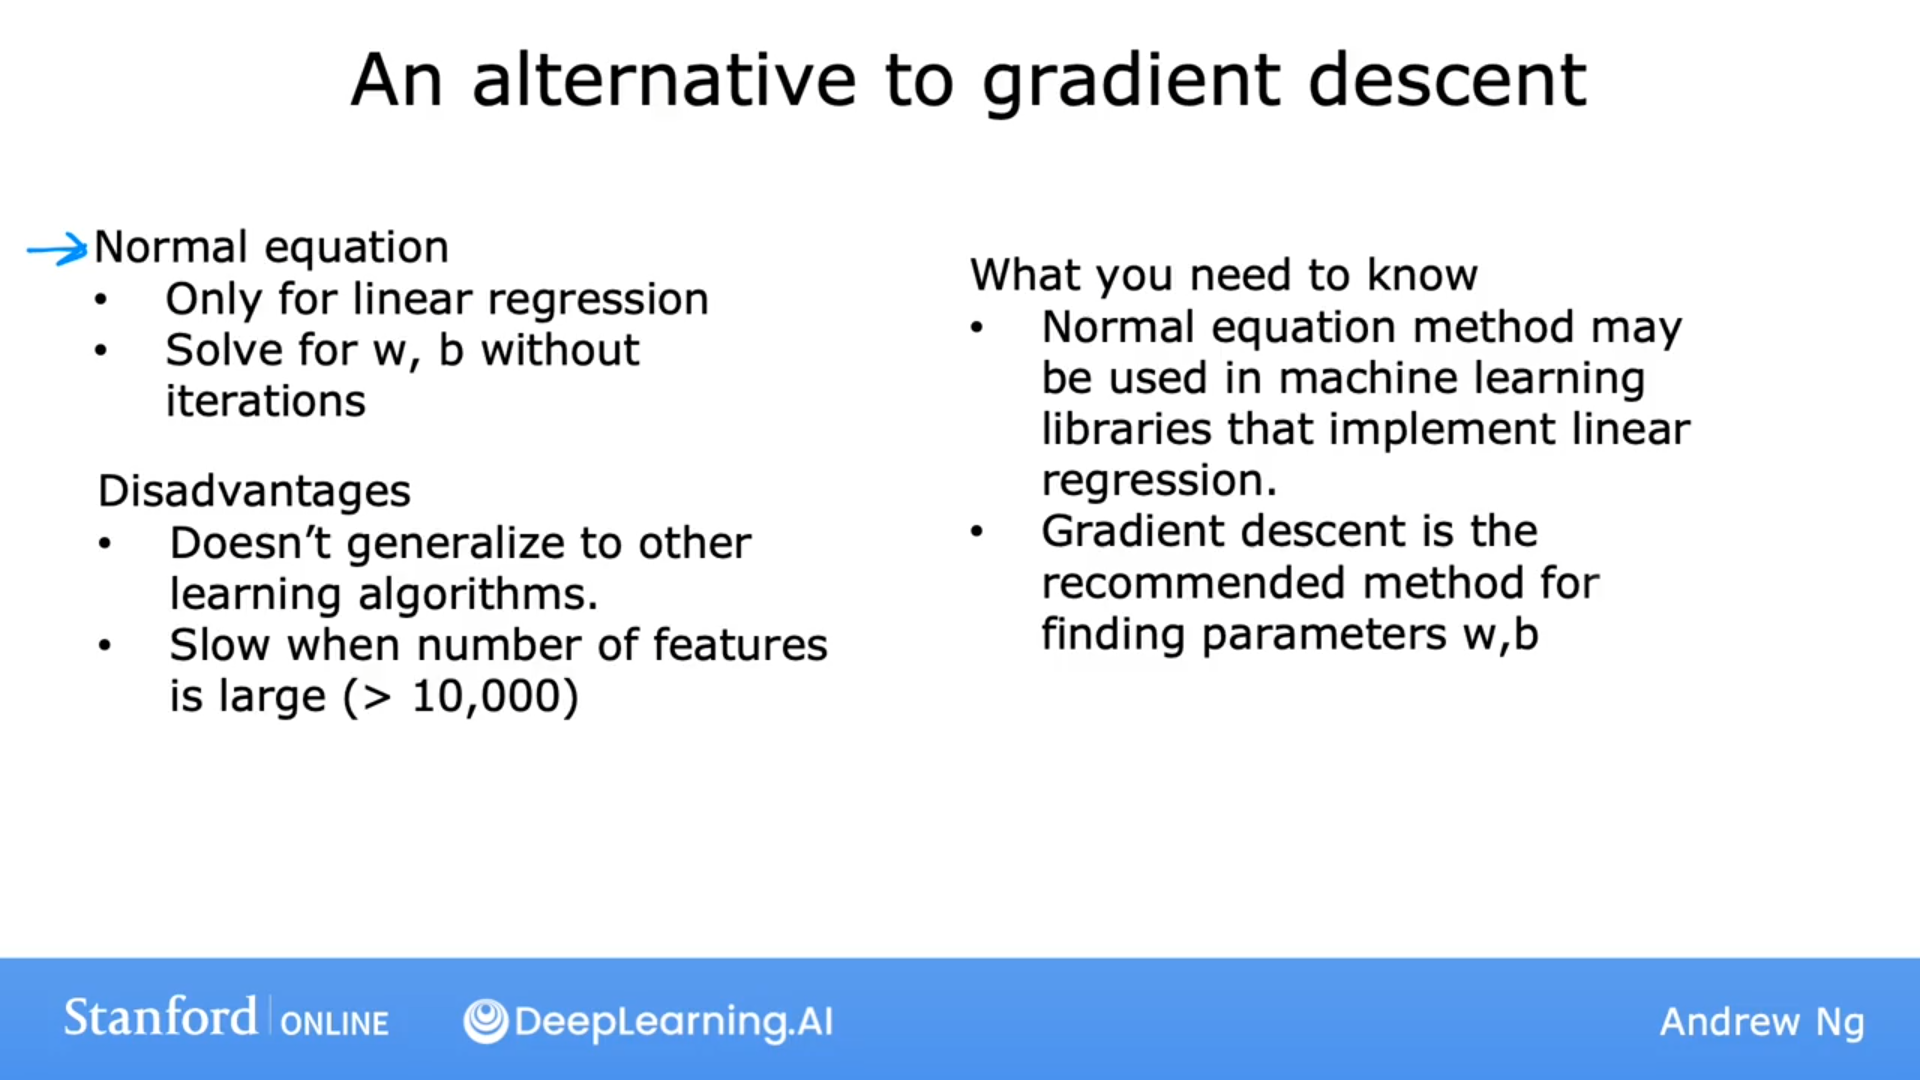 An alternative to gradient descent
Normal equation
• Only for linear regression
• Solve for w, b without
iterations
Disadvantages
• Doesn’t generalize to other
learning algorithms.
• Slow when number of features
is large (> 10,000)
What you need to know
• Normal equation method may
be used in machine learning
libraries that implement linear
regression.
• Gradient descent is the
recommended method for
finding parameters w,b
Stanford ONLINE
DeepLearning.AI
Andrew Ng